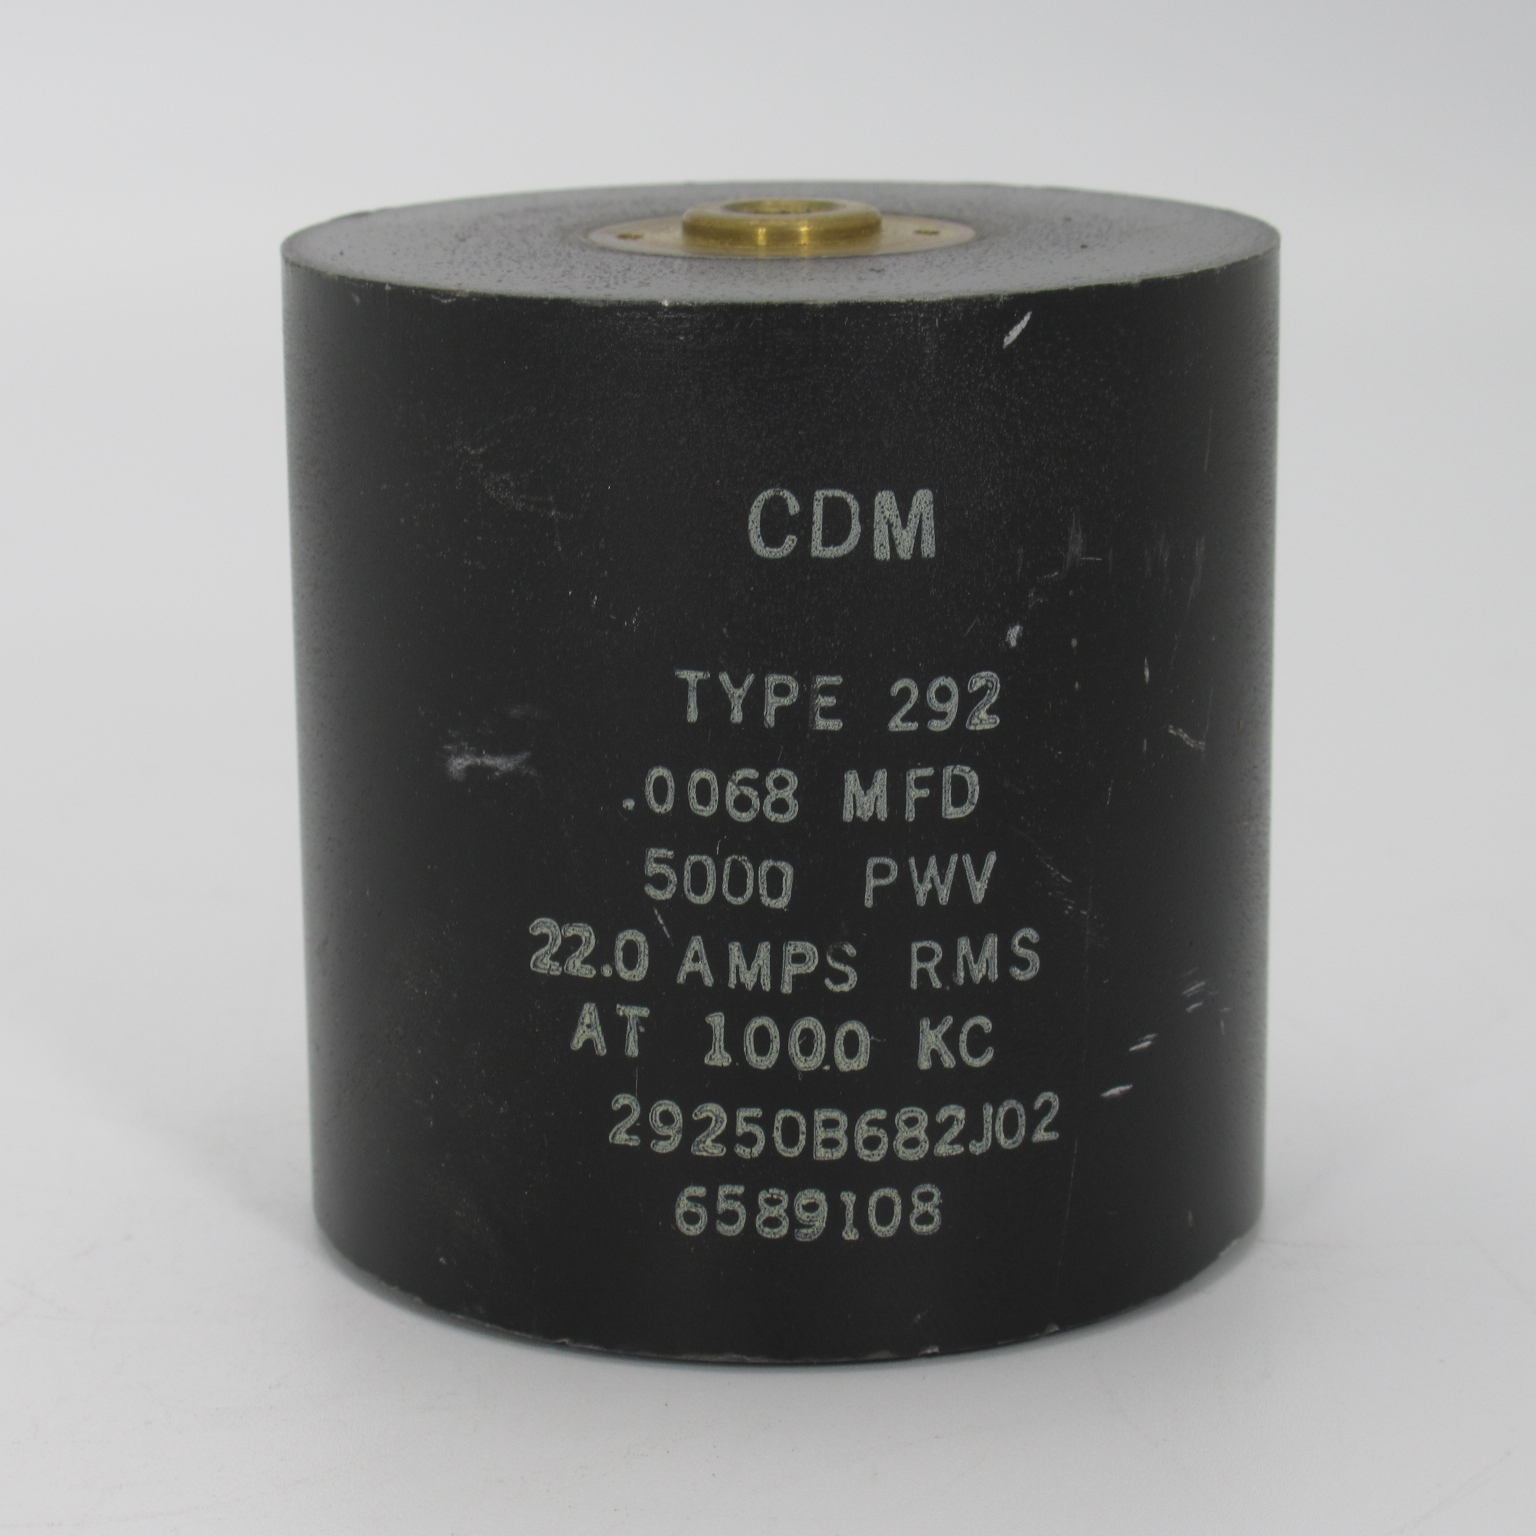 CDM
TYPE 292
.0068 MFD
5000 PWV
22.0 AMPS RMS
AT 1000 KC
29250B682J02
6589108